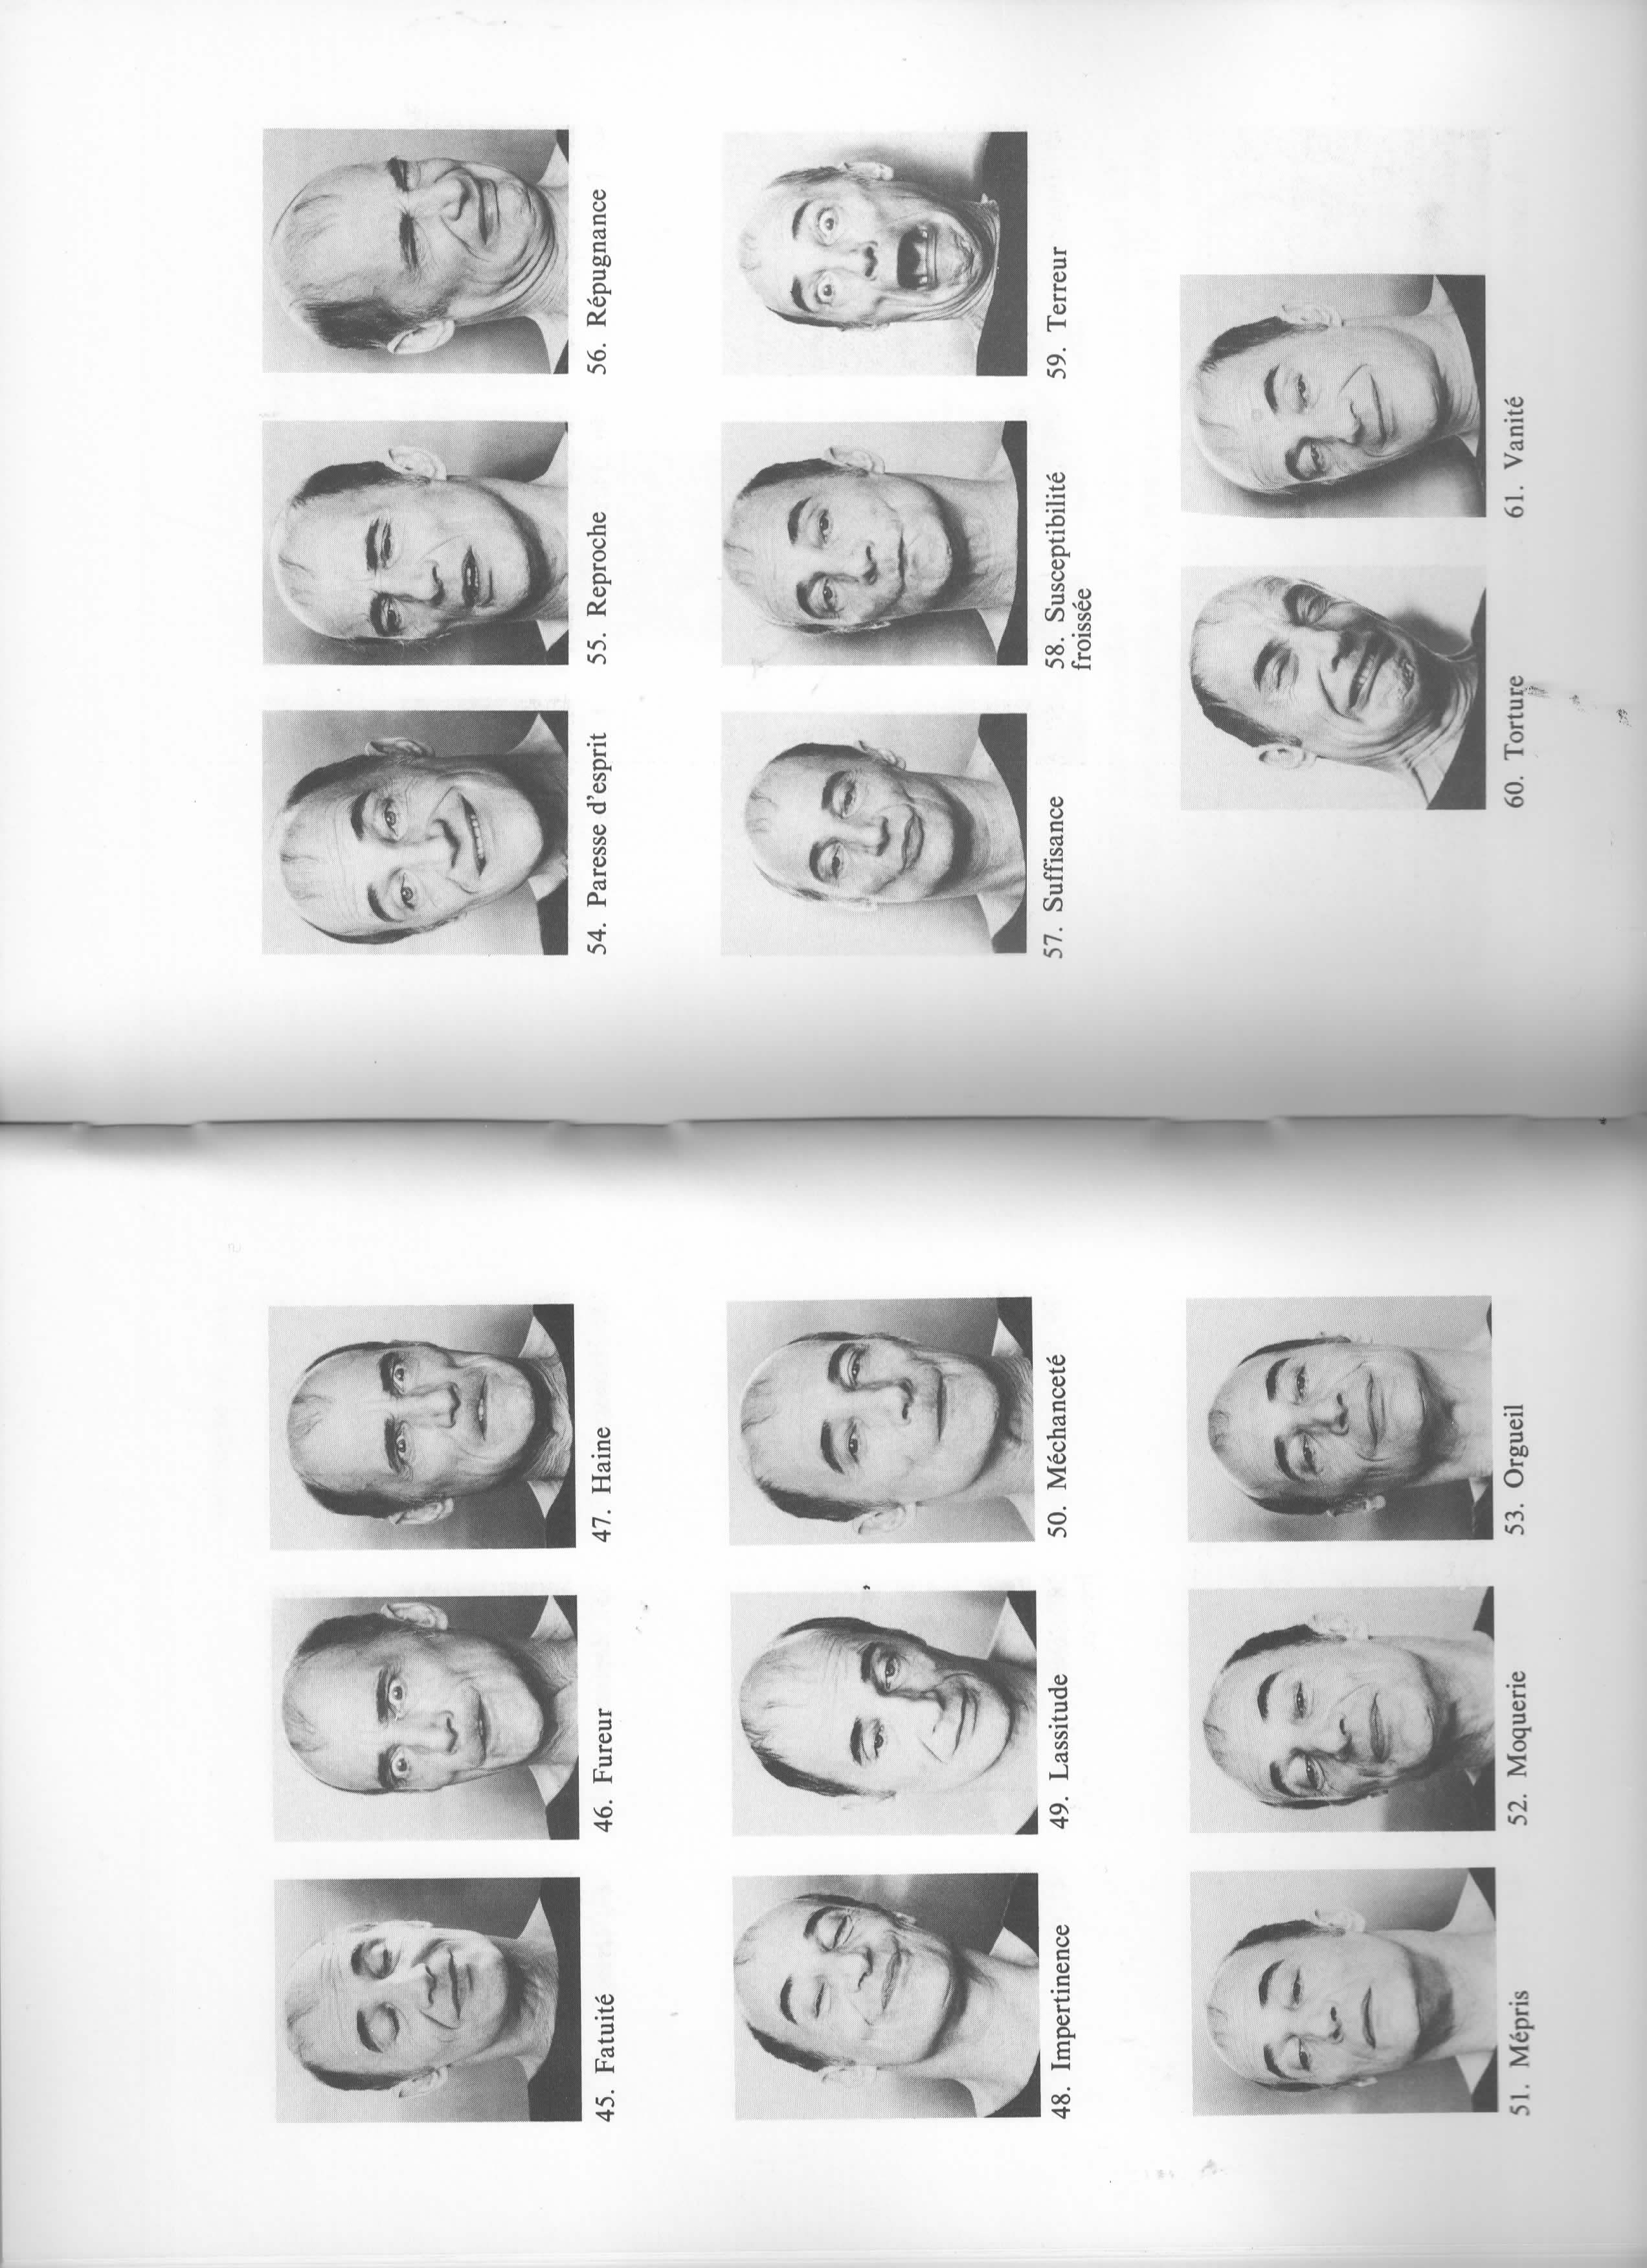 45. Fatuité
46. Fureur
47. Haine
48. Impertinence
49. Lassitude
50. Méchanceté
51. Mépris
52. Moquerie
53. Orgueil
54. Paresse d'esprit
55. Reproche
56. Répugnance
57. Suffisance
58. Susceptibilité
froissée
59. Terreur
60. Torture
61. Vanité